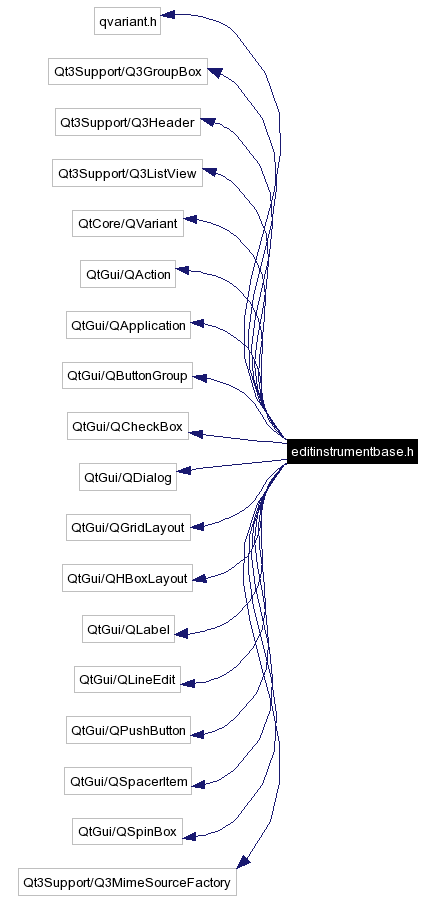 qvariant.h
Qt3Support/Q3GroupBox
Qt3Support/Q3Header
Qt3Support/Q3ListView
QtCore/QVariant
QtGui/QAction
QtGui/QApplication
QtGui/QButtonGroup
QtGui/QCheckBox
editinstrumentbase.h
QtGui/QDialog
QtGui/QGridLayout
QtGui/QHBoxLayout
QtGui/QLabel
QtGui/QLineEdit
QtGui/QPushButton
QtGui/QSpacerItem
QtGui/QSpinBox
Qt3Support/Q3MimeSourceFactory